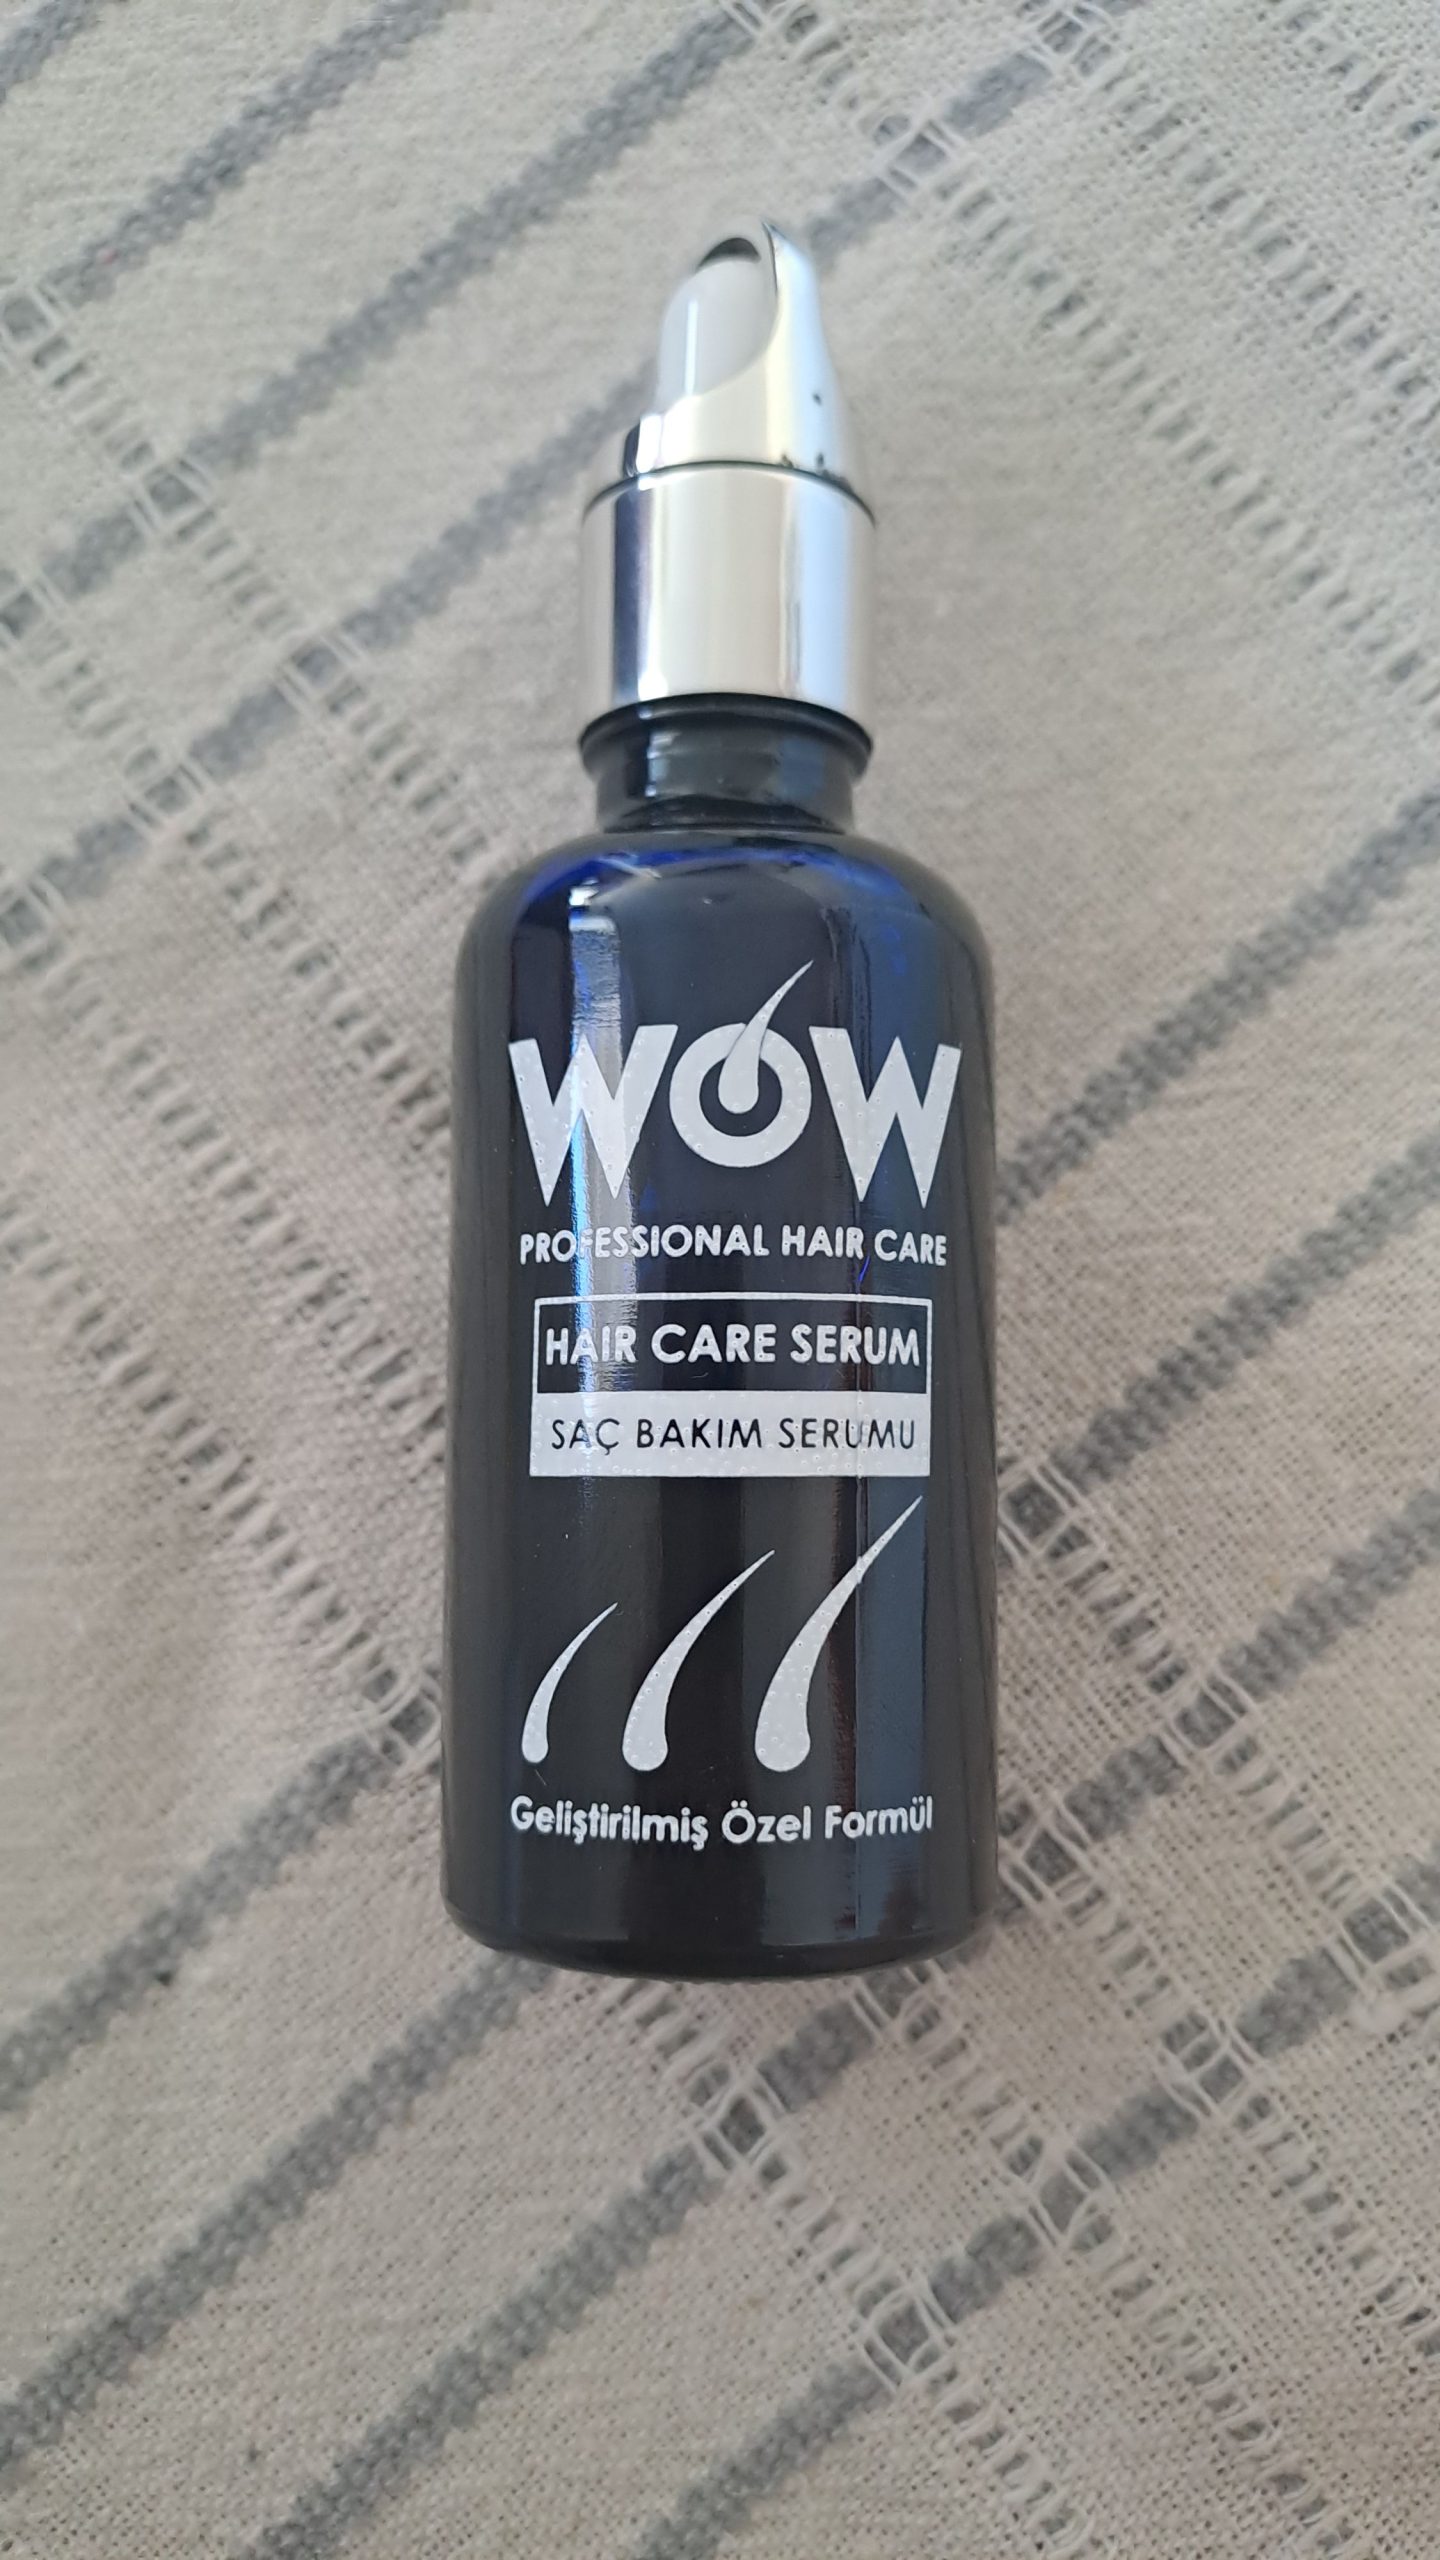 WOW
PROFESSIONAL HAIR CARE
HAIR CARE SERUM
SAÇ BAKIM SERUMU
Geliştirilmiş Özel Formül